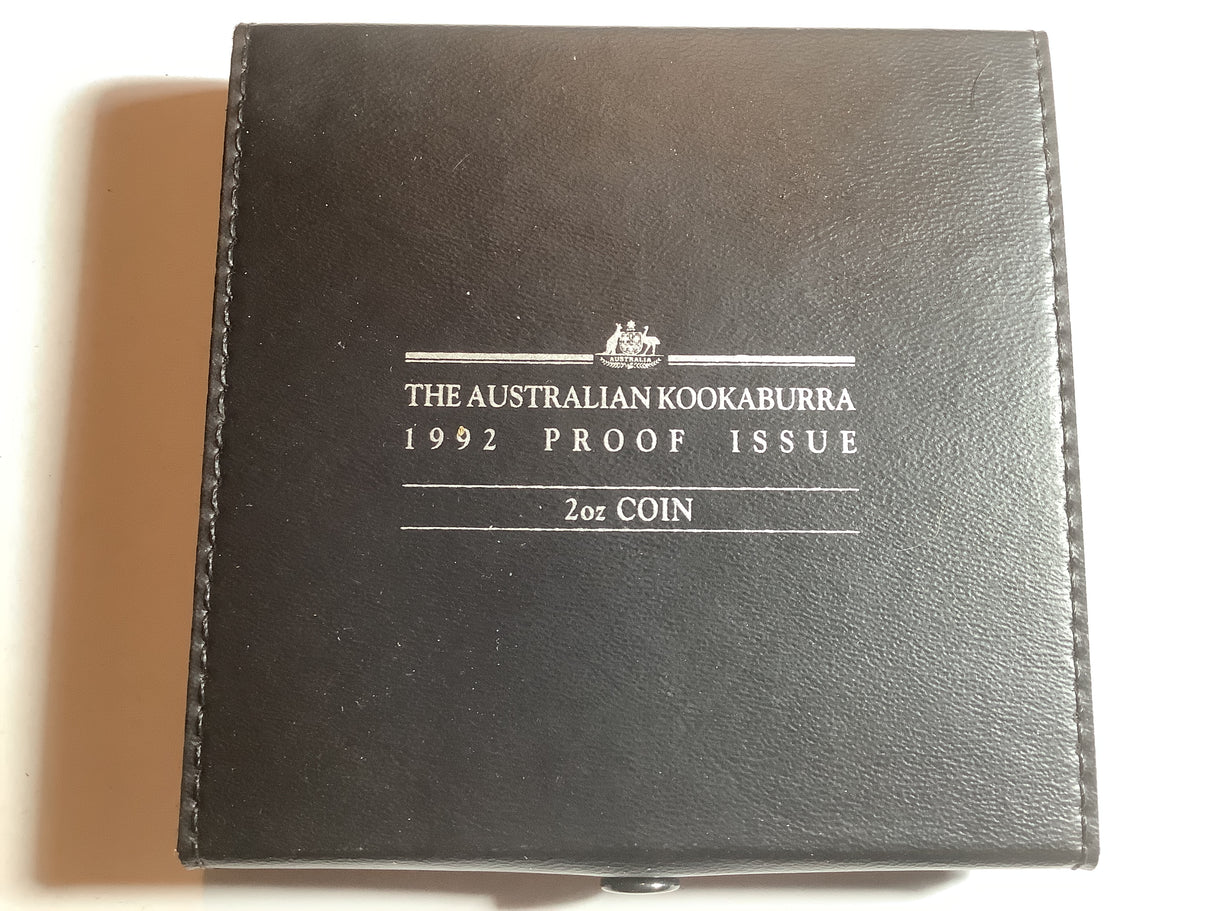 AUSTRALIA
THE AUSTRALIAN KOOKABURRA
1992 PROOF ISSUE
2oz COIN